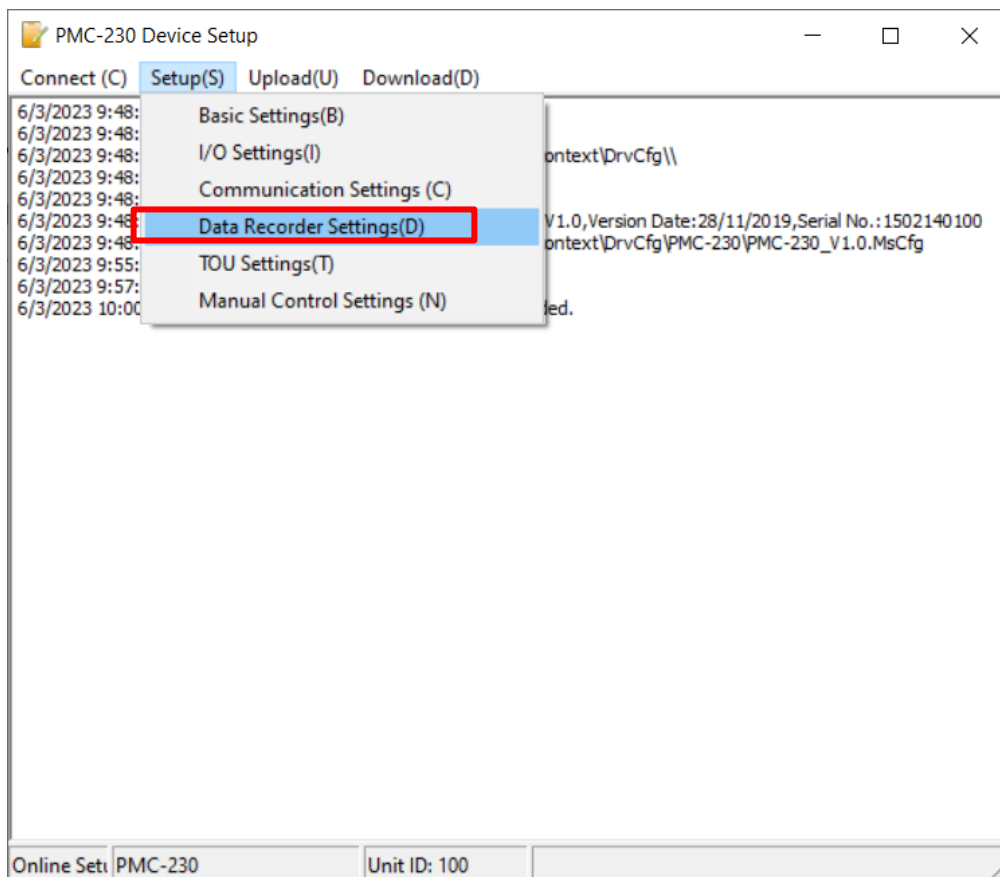 PMC-230 Device Setup
Connect (C) Setup(S) Upload(U) Download(D)
Basic Settings(B)
I/O Settings(I)
Communication Settings (C)
Data Recorder Settings(D)
TOU Settings(T)
Manual Control Settings (N)
6/3/2023 9:48:
6/3/2023 9:48:
6/3/2023 9:48: ontext\DrvCfg\\
6/3/2023 9:48:
6/3/2023 9:48:
6/3/2023 9:48: V1.0,Version Date:28/11/2019,Serial No.:1502140100
6/3/2023 9:48: ontext\DrvCfg\PMC-230\PMC-230_V1.0.MsCfg
6/3/2023 9:55:
6/3/2023 9:57:
6/3/2023 10:00 ded.
Online Setu PMC-230 Unit ID: 100